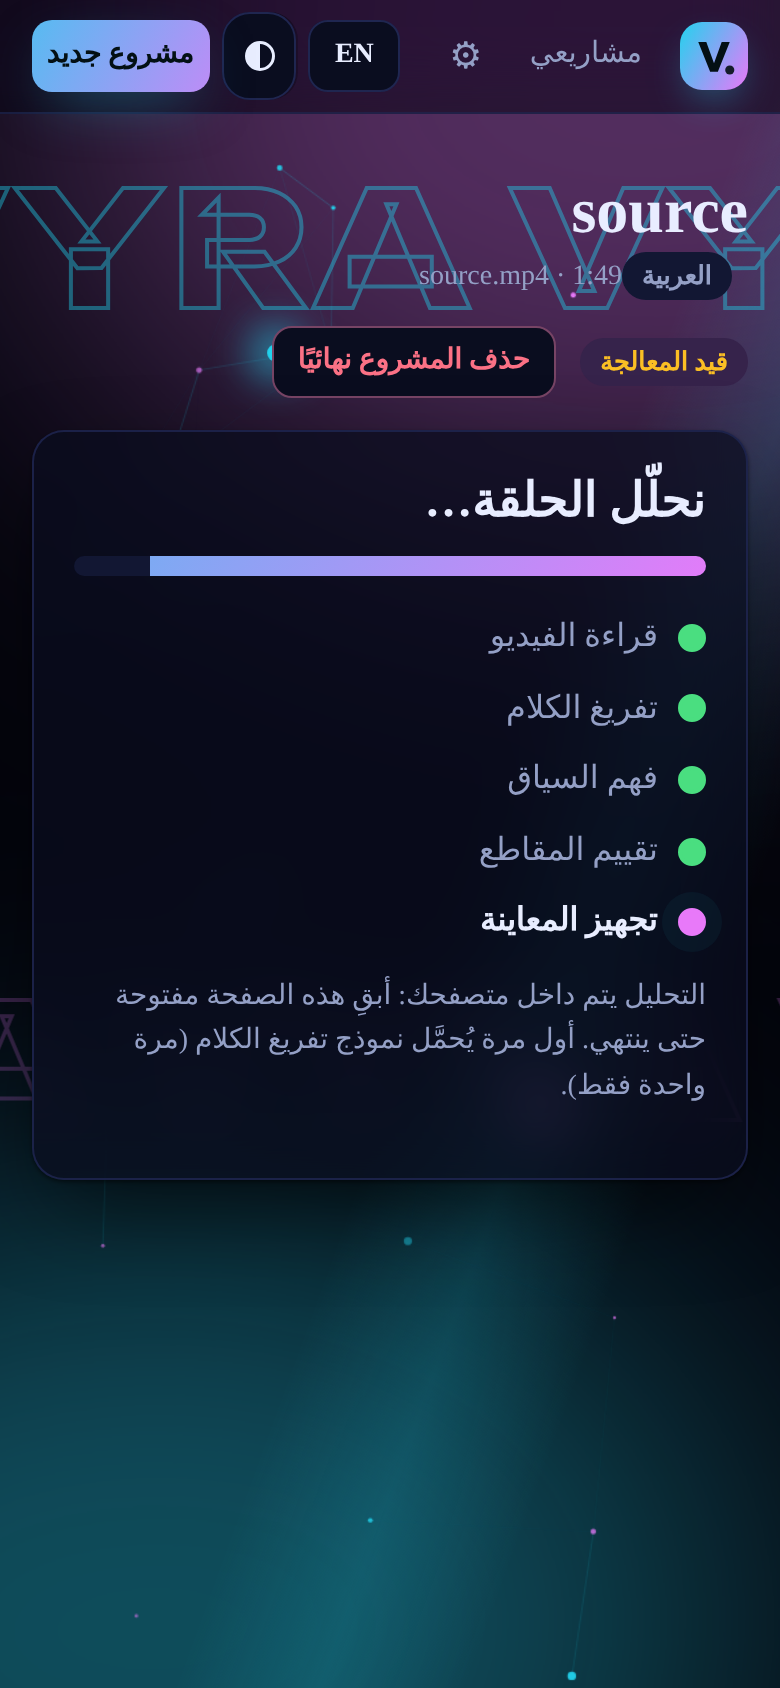 V.
مشاريعي
EN
مشروع جديد
VYRA VY
source
العربية source.mp4 · 1:49
قيد المعالجة
حذف المشروع نهائيًا
نحلّل الحلقة…
قراءة الفيديو
تفريغ الكلام
فهم السياق
تقييم المقاطع
تجهيز المعاينة
التحليل يتم داخل متصفحك: أبقِ هذه الصفحة مفتوحة
حتى ينتهي. أول مرة يُحمَّل نموذج تفريغ الكلام (مرة
واحدة فقط).